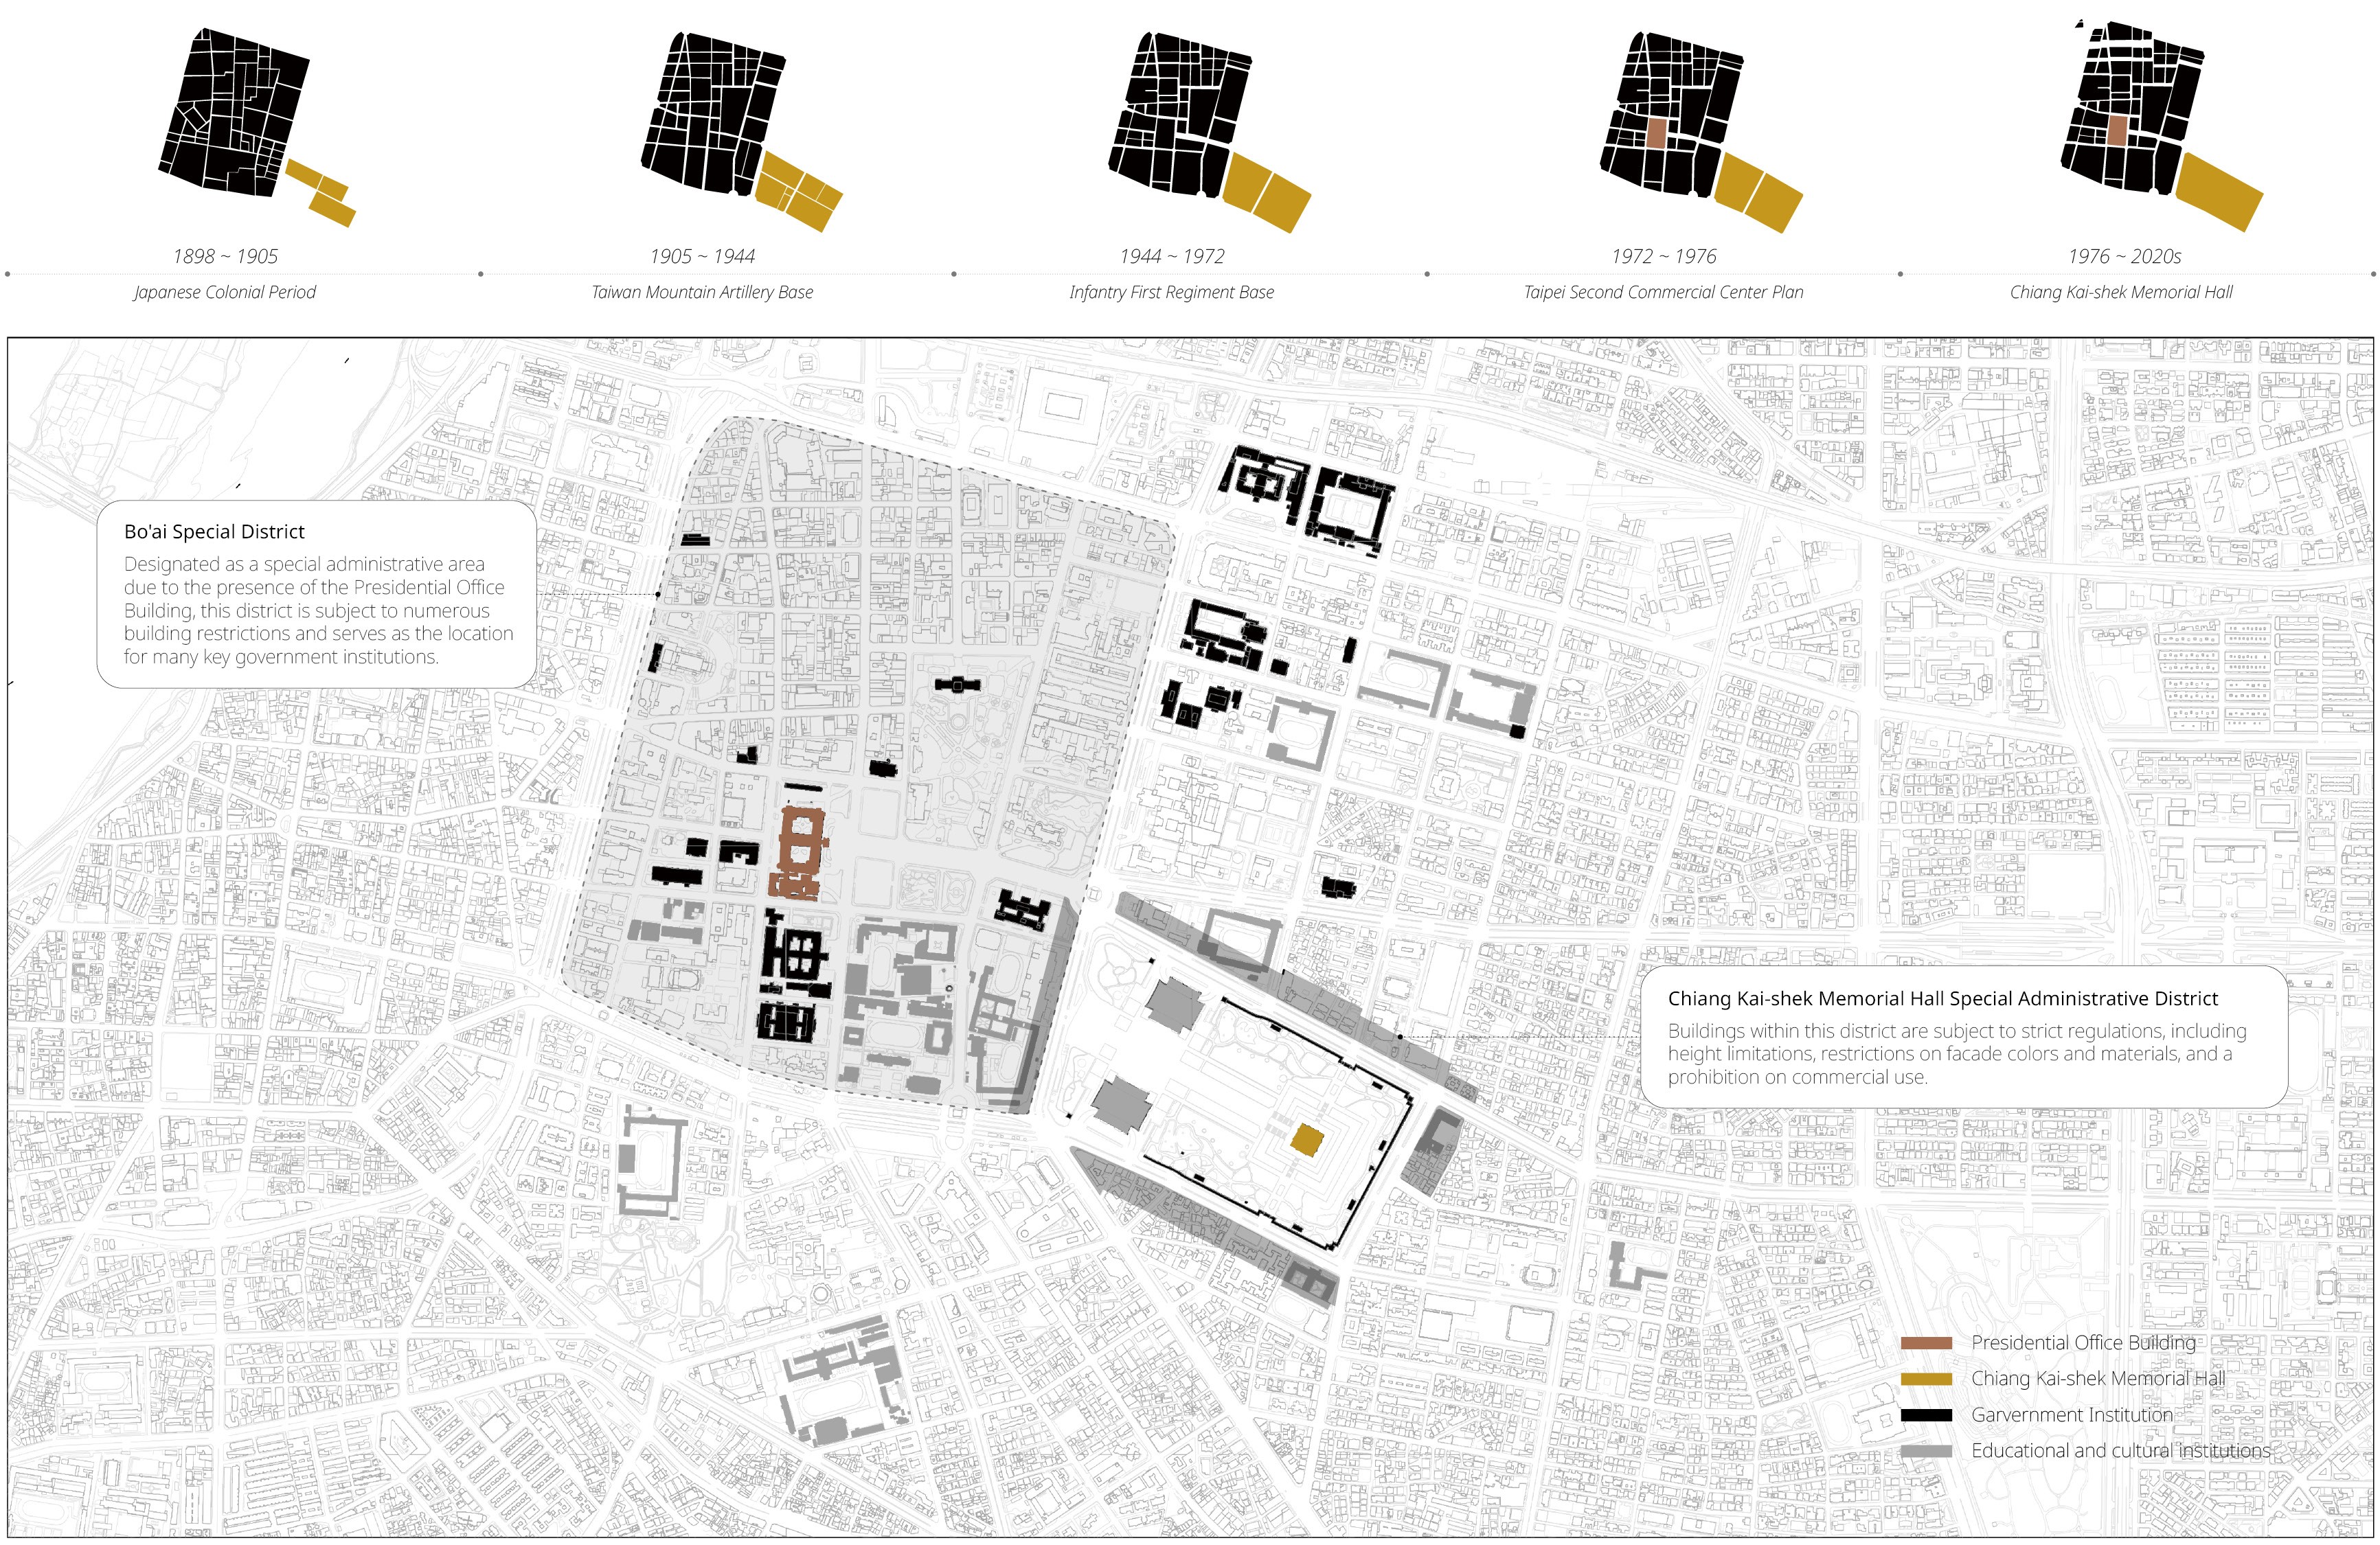 1898 ~ 1905
1905 ~ 1944
1944 ~ 1972
1972 ~ 1976
1976 ~ 2020s
Japanese Colonial Period
Taiwan Mountain Artillery Base
Infantry First Regiment Base
Taipei Second Commercial Center Plan
Chiang Kai-shek Memorial Hall
Bo'ai Special District
Designated as a special administrative area
due to the presence of the Presidential Office
Building, this district is subject to numerous
building restrictions and serves as the location
for many key government institutions.
Chiang Kai-shek Memorial Hall Special Administrative District
Buildings within this district are subject to strict regulations, including
height limitations, restrictions on facade colors and materials, and a
prohibition on commercial use.
Presidential Office Building
Chiang Kai-shek Memorial Hall
Garvernment Institution
Educational and cultural institutions